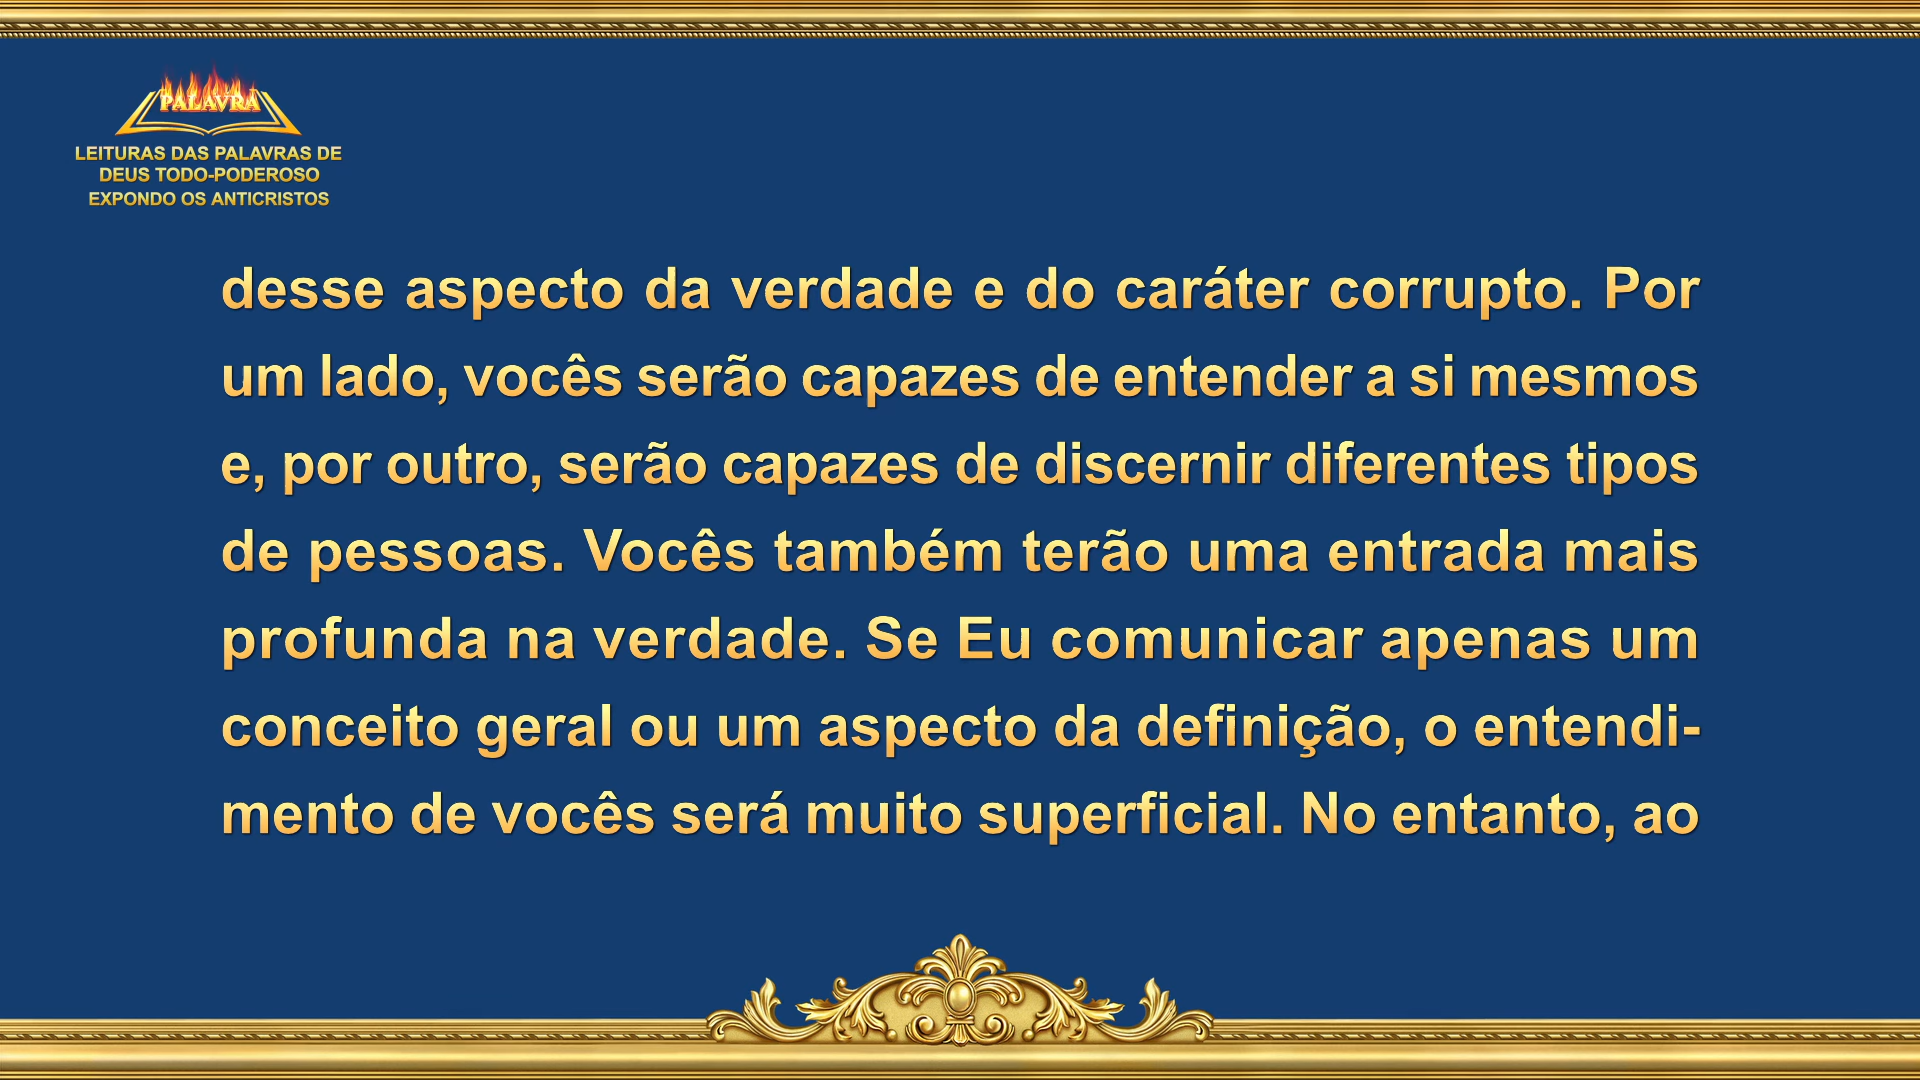 PALAVRA
LEITURAS DAS PALAVRAS DE
DEUS TODO-PODEROSO
EXPONDO OS ANTICRISTOS
desse aspecto da verdade e do caráter corrupto. Por
um lado, vocês serão capazes de entender a si mesmos
e, por outro, serão capazes de discernir diferentes tipos
de pessoas. Vocês também terão uma entrada mais
profunda na verdade. Se Eu comunicar apenas um
conceito geral ou um aspecto da definição, o entendi-
mento de vocês será muito superficial. No entanto, ao